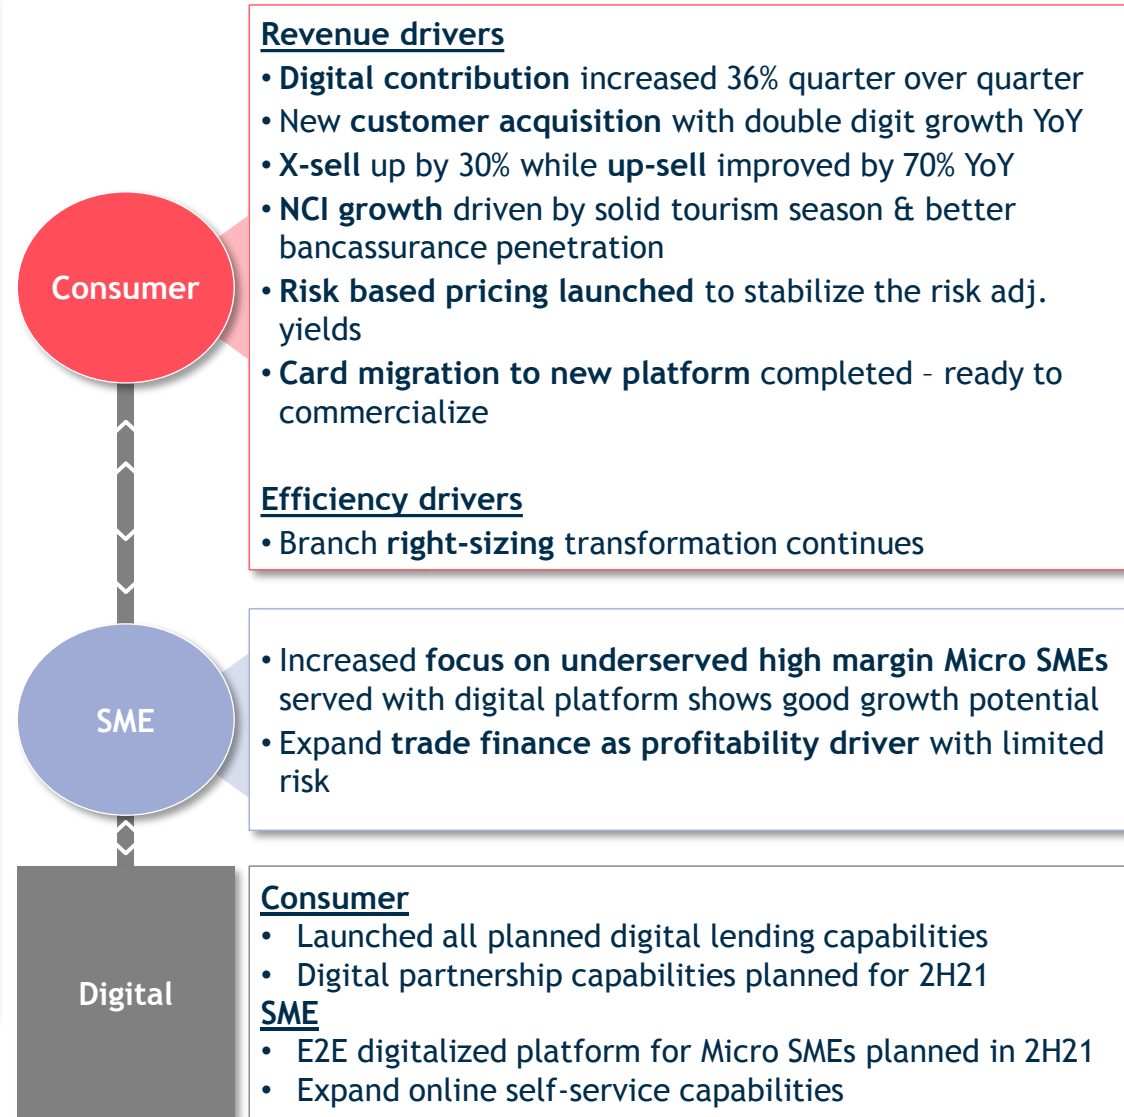 Revenue drivers
• Digital contribution increased 36% quarter over quarter
• New customer acquisition with double digit growth YoY
• X-sell up by 30% while up-sell improved by 70% YoY
• NCI growth driven by solid tourism season & better
bancassurance penetration
• Risk based pricing launched to stabilize the risk adj.
yields
• Card migration to new platform completed – ready to
commercialize
Efficiency drivers
• Branch right-sizing transformation continues
Consumer
• Increased focus on underserved high margin Micro SMEs
served with digital platform shows good growth potential
• Expand trade finance as profitability driver with limited
risk
SME
Consumer
• Launched all planned digital lending capabilities
• Digital partnership capabilities planned for 2H21
SME
• E2E digitalized platform for Micro SMEs planned in 2H21
• Expand online self-service capabilities
Digital